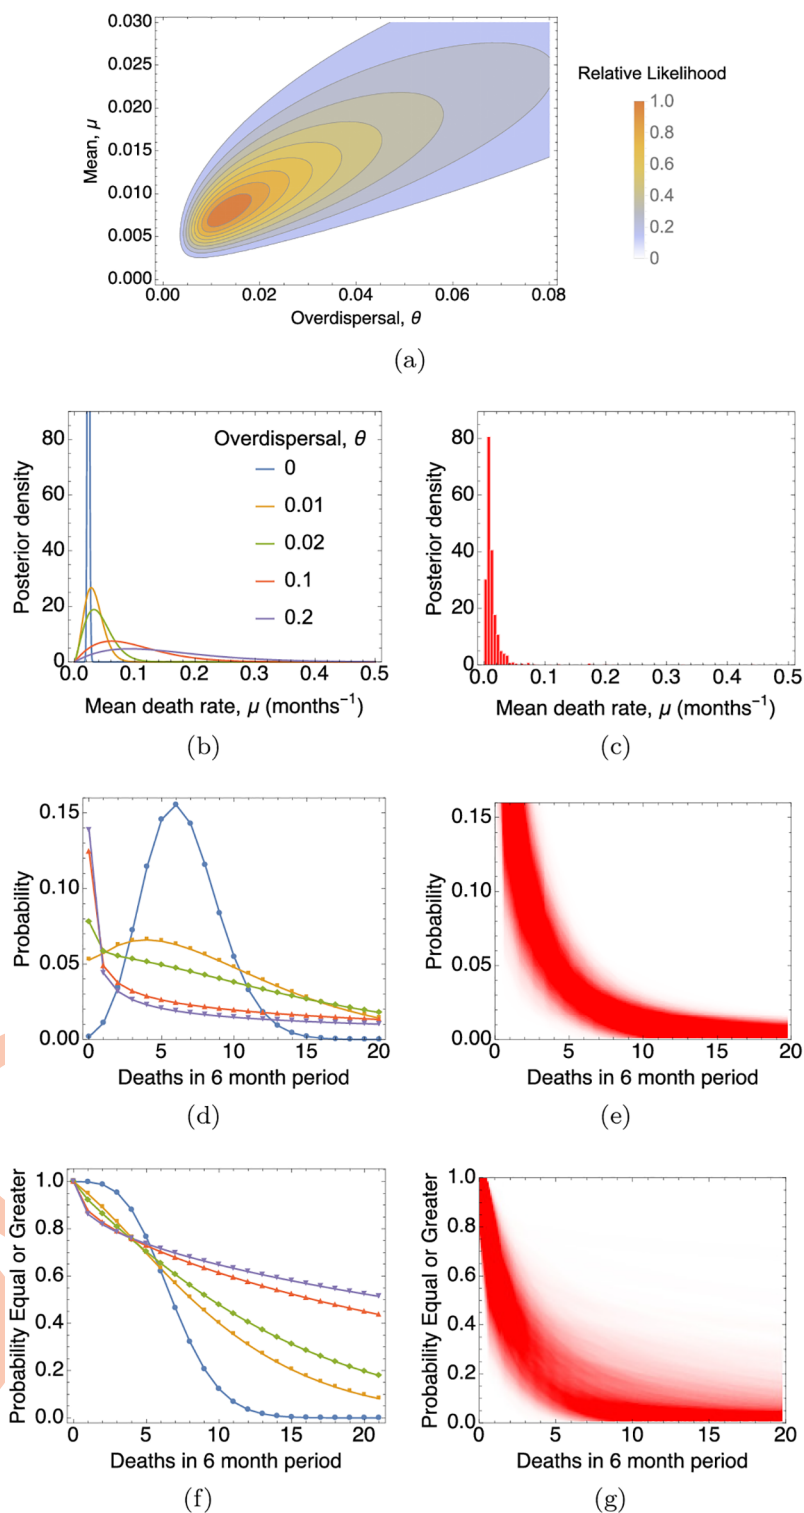 0.030
0.025
0.020
0.015
0.010
0.005
0.000
Mean, μ
0.00 0.02 0.04 0.06 0.08
Overdispersal, θ
Relative Likelihood
1.0
0.8
0.6
0.4
0.2
0
(a)
80
60
40
20
0
Posterior density
Overdispersal, θ
0
0.01
0.02
0.1
0.2
0.0 0.1 0.2 0.3 0.4 0.5
Mean death rate, μ (months⁻¹)
(b)
80
60
40
20
0
Posterior density
0.0 0.1 0.2 0.3 0.4 0.5
Mean death rate, μ (months⁻¹)
(c)
0.15
0.10
0.05
0.00
Probability
0 5 10 15 20
Deaths in 6 month period
(d)
0.15
0.10
0.05
0.00
Probability
0 5 10 15 20
Deaths in 6 month period
(e)
1.0
0.8
0.6
0.4
0.2
0.0
Probability Equal or Greater
0 5 10 15 20
Deaths in 6 month period
(f)
1.0
0.8
0.6
0.4
0.2
0.0
Probability Equal or Greater
0 5 10 15 20
Deaths in 6 month period
(g)